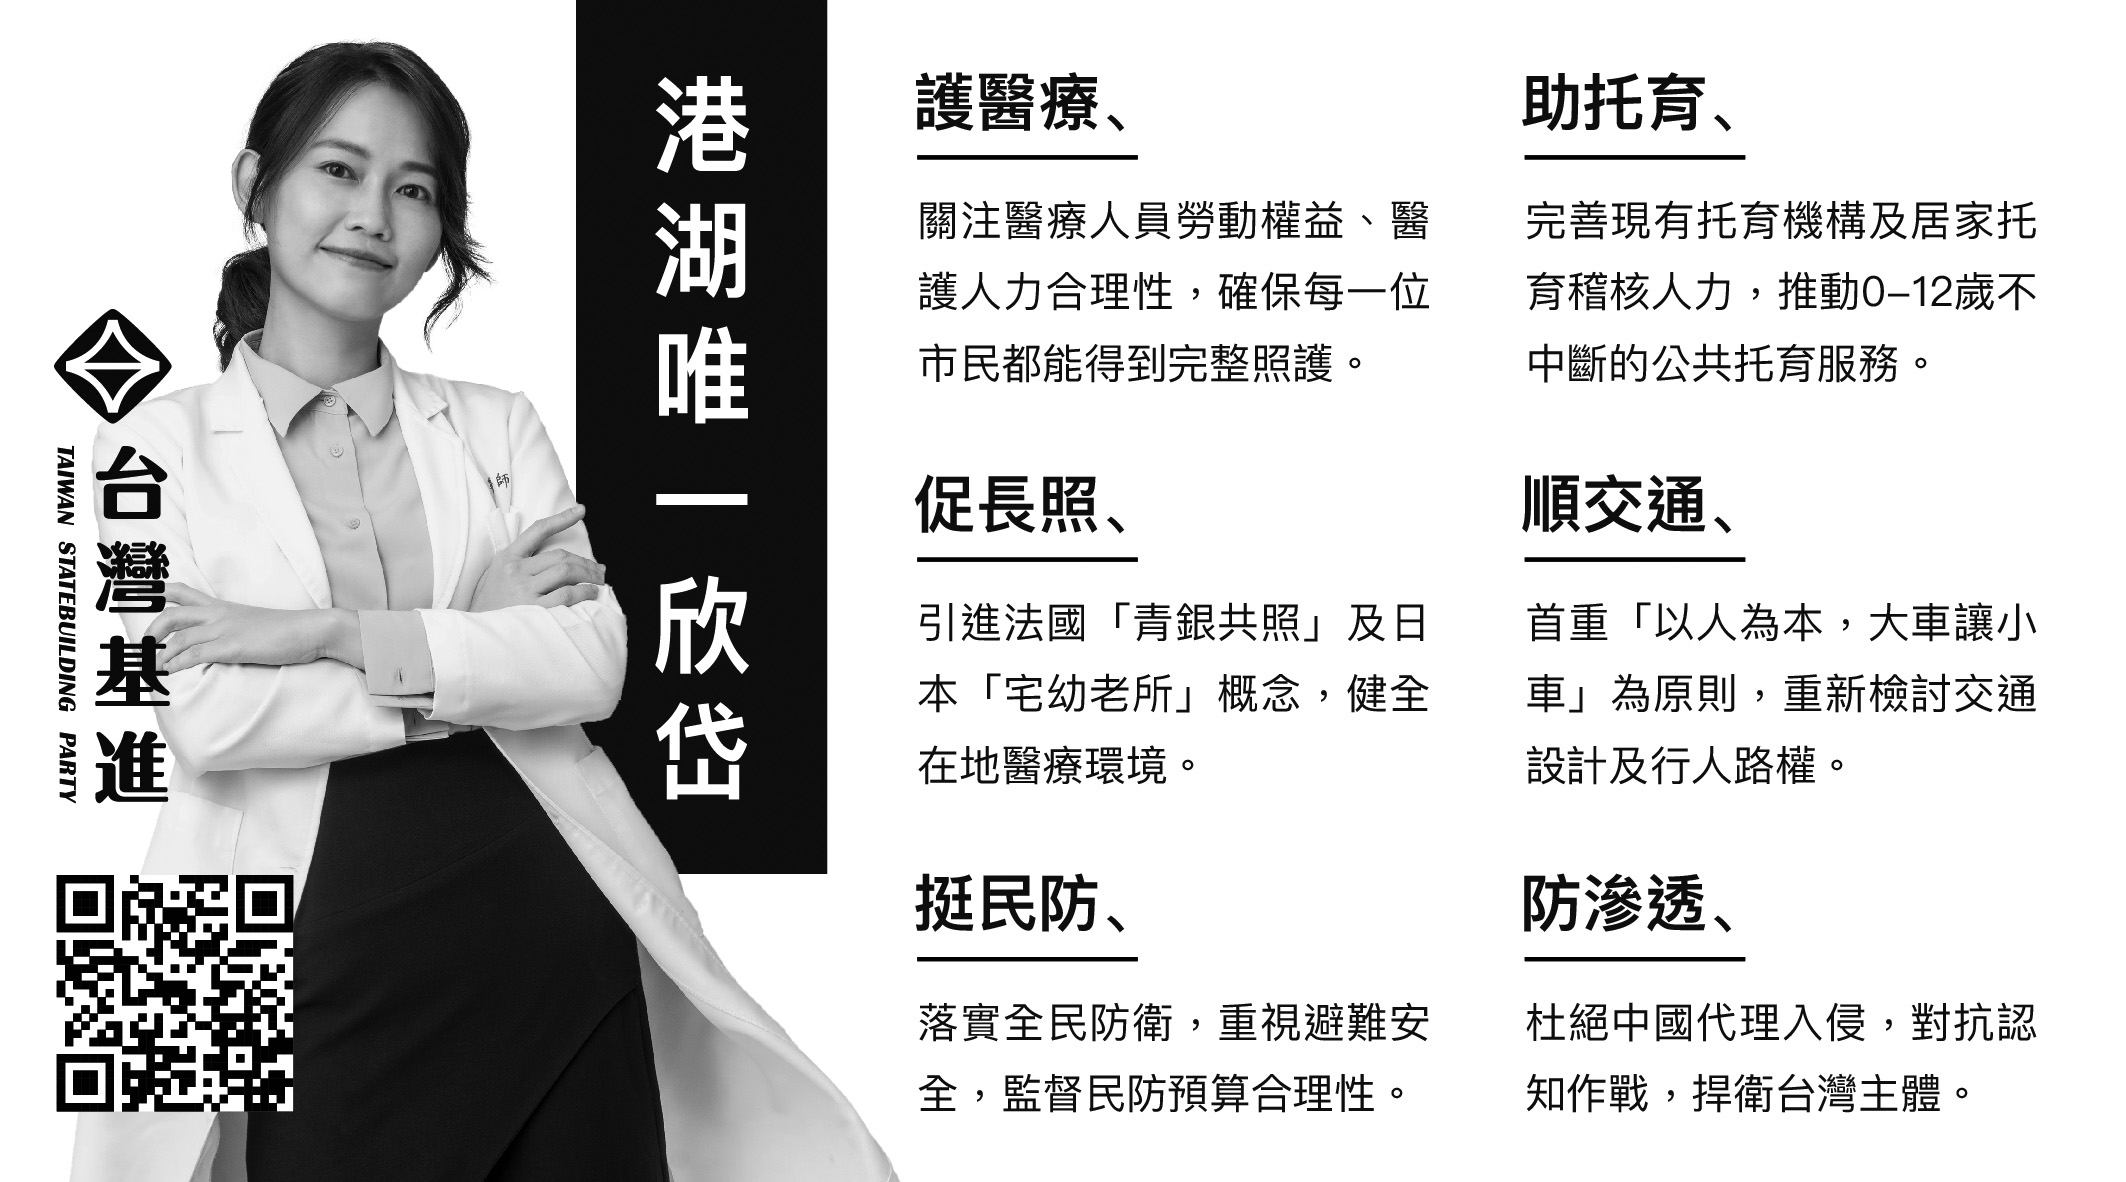 台灣基進
TAIWAN STATEBUILDING PARTY
師
港湖唯一欣岱
護醫療、
關注醫療人員勞動權益、醫
護人力合理性，確保每一位
市民都能得到完整照護。
助托育、
完善現有托育機構及居家托
育稽核人力，推動0–12歲不
中斷的公共托育服務。
促長照、
引進法國「青銀共照」及日
本「宅幼老所」概念，健全
在地醫療環境。
順交通、
首重「以人為本，大車讓小
車」為原則，重新檢討交通
設計及行人路權。
挺民防、
落實全民防衛，重視避難安
全，監督民防預算合理性。
防滲透、
杜絕中國代理入侵，對抗認
知作戰，捍衛台灣主體。